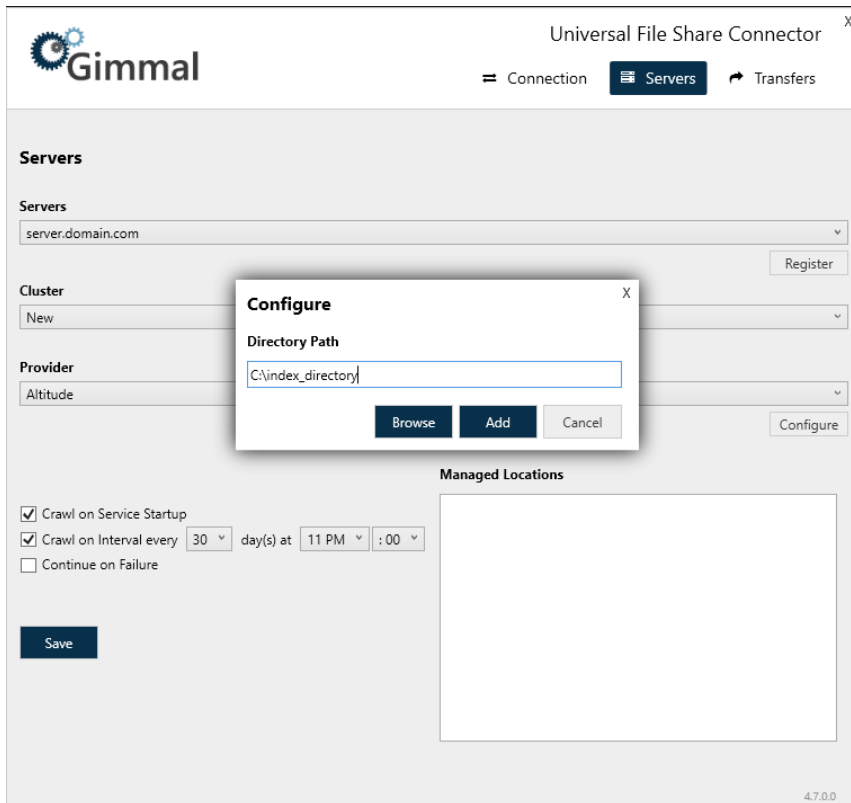 X
Universal File Share Connector
Gimmal
Connection Servers Transfers
Servers
Servers
server.domain.com
Register
Cluster
New
Configure X
Directory Path
C:\index_directory
Browse Add Cancel
Provider
Altitude
Configure
Managed Locations
Crawl on Service Startup
Crawl on Interval every 30 day(s) at 11 PM : 00
Continue on Failure
Save
4.7.0.0